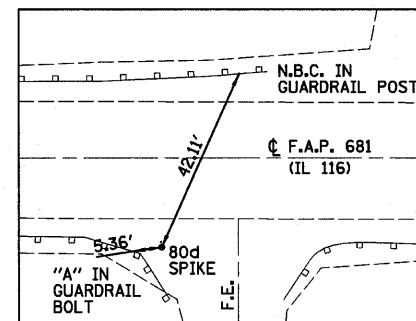 N.B.C. IN
GUARDRAIL POST
42.11'
℄ F.A.P. 681
(IL 116)
5.36'
80d
SPIKE
"A" IN
GUARDRAIL
BOLT
F.E.